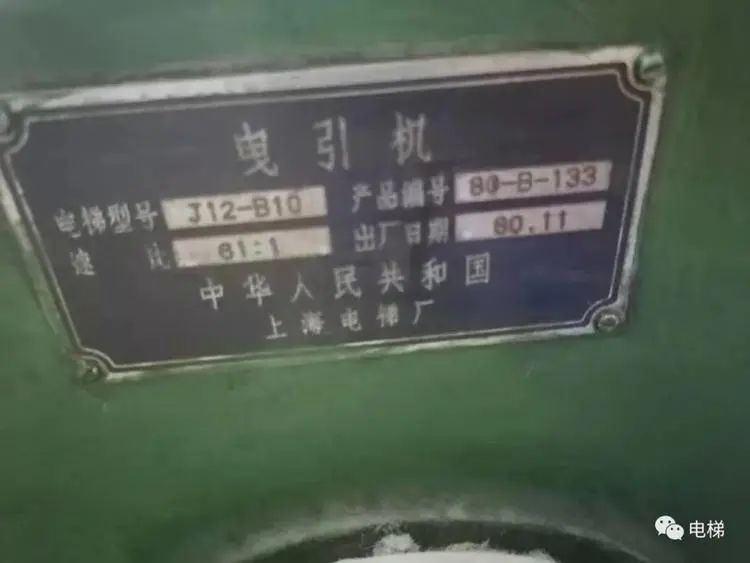 曳引机
电梯型号 J12-B10 产品编号 80-B-133
速 比 61:1 出厂日期 80.11
中华人民共和国
上海电梯厂
电梯